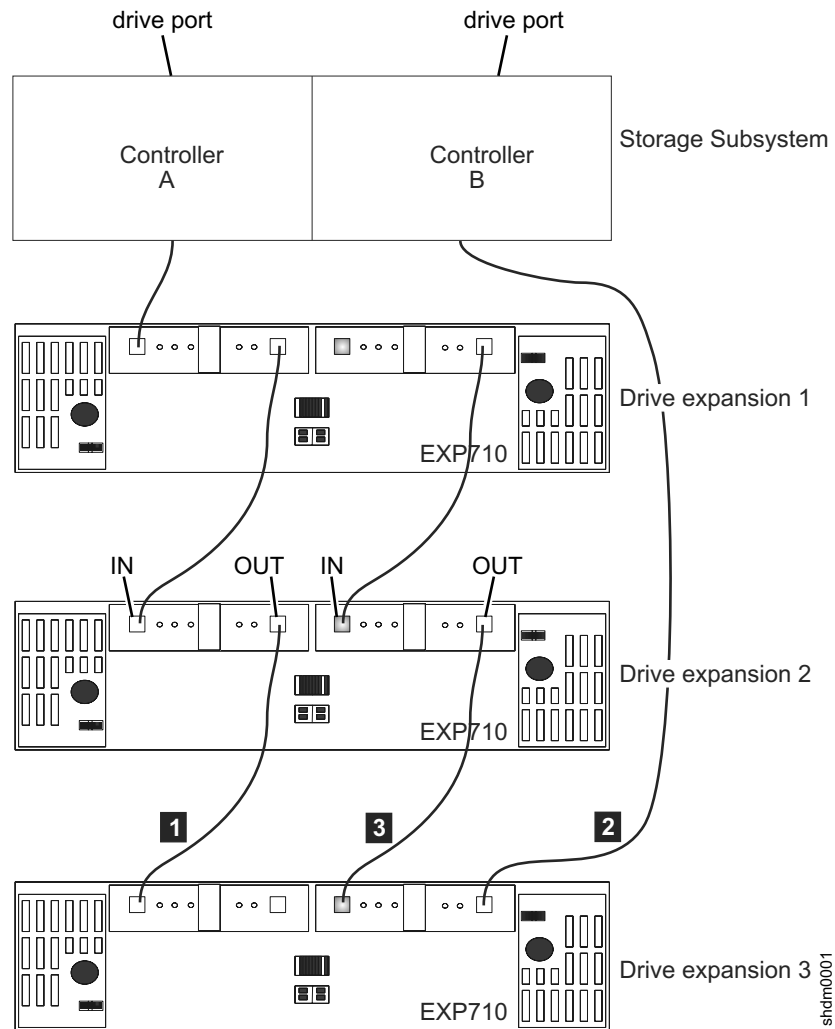 drive port
drive port
Controller
A
Controller
B
Storage Subsystem
Drive expansion 1
EXP710
IN
OUT
IN
OUT
Drive expansion 2
EXP710
1
3
2
Drive expansion 3
EXP710
shdm0001